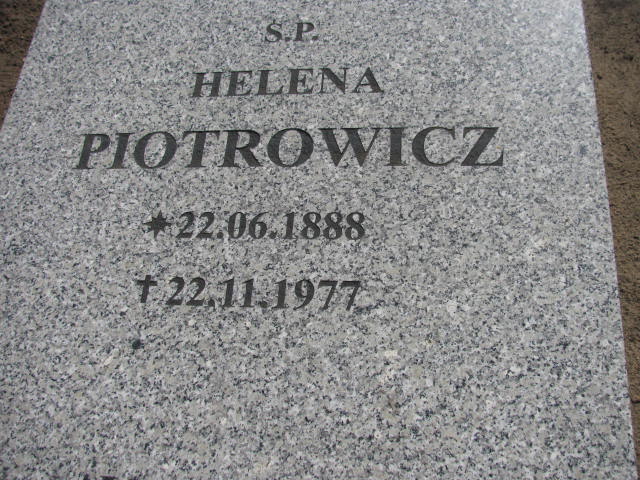 S.P.
HELENA
PIOTROWICZ
✶22.06.1888
†22.11.1977